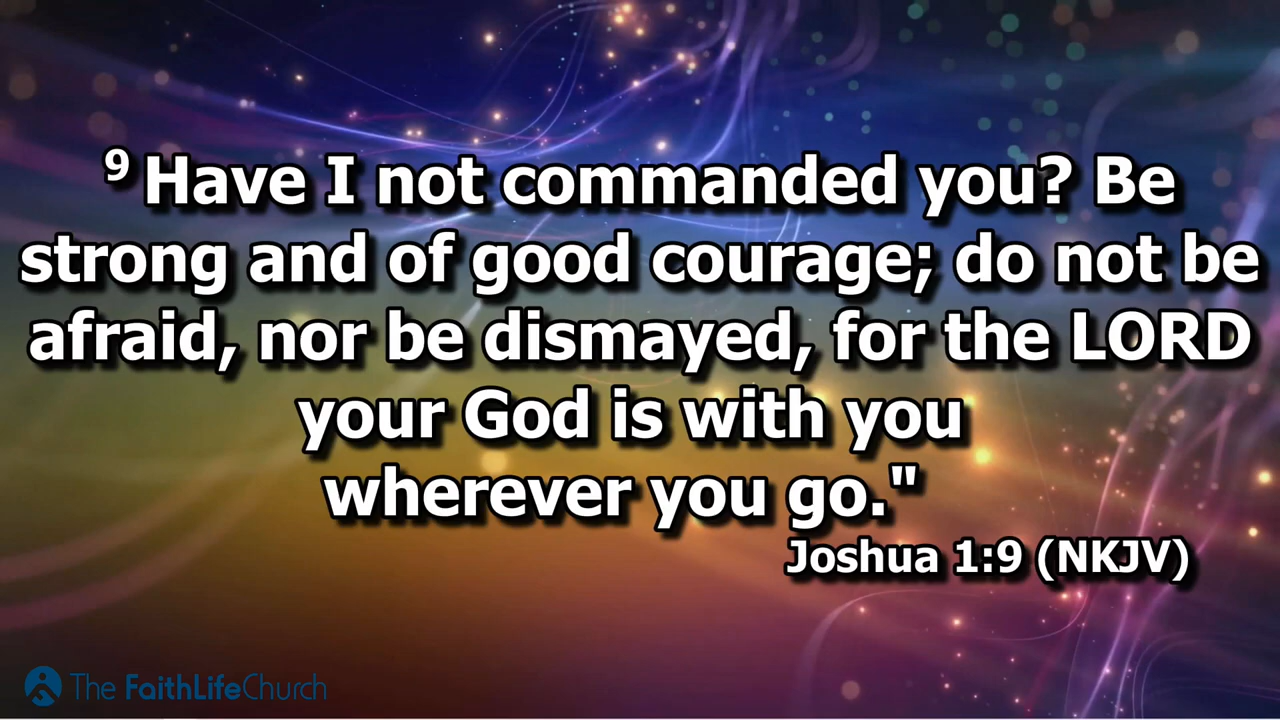 9 Have I not commanded you? Be
strong and of good courage; do not be
afraid, nor be dismayed, for the LORD
your God is with you
wherever you go."
Joshua 1:9 (NKJV)
The FaithLifeChurch